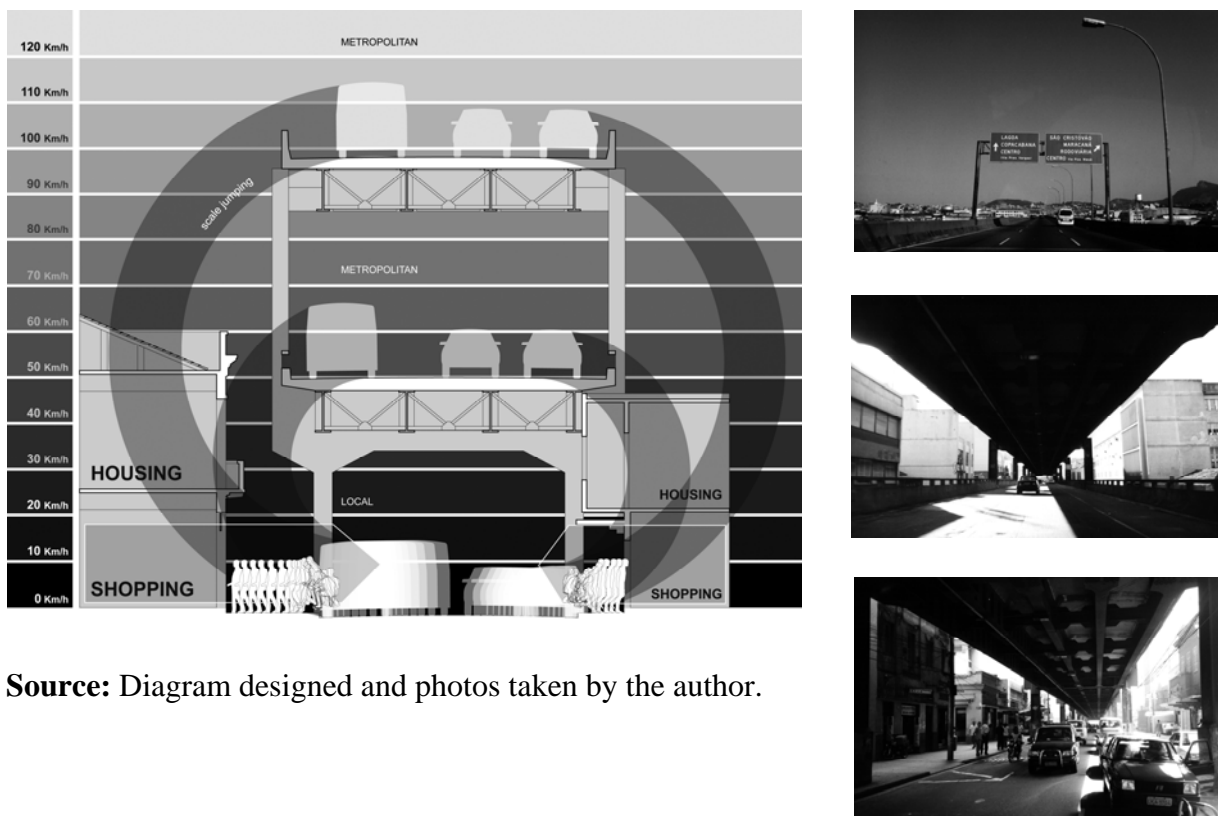 120 Km/h
110 Km/h
100 Km/h
90 Km/h
80 Km/h
70 Km/h
60 Km/h
50 Km/h
40 Km/h
30 Km/h
20 Km/h
10 Km/h
0 Km/h
METROPOLITAN
scale jumping
METROPOLITAN
HOUSING
LOCAL
HOUSING
SHOPPING
SHOPPING
LAGOA
COPACABANA
CENTRO
SÃO CRISTÓVÃO
MARACANÃ
RODOVIÁRIA
CENTRO
Source: Diagram designed and photos taken by the author.